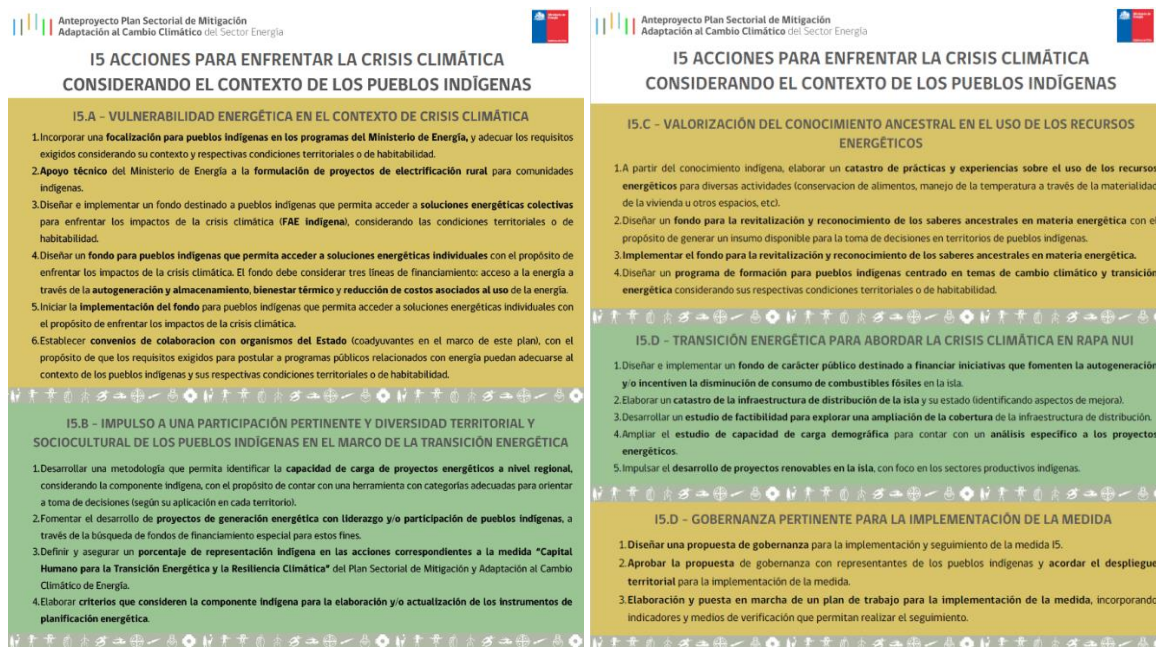 Anteproyecto Plan Sectorial de Mitigación
Adaptación al Cambio Climático del Sector Energía
I5 ACCIONES PARA ENFRENTAR LA CRISIS CLIMÁTICA
CONSIDERANDO EL CONTEXTO DE LOS PUEBLOS INDÍGENAS
I5.A - VULNERABILIDAD ENERGÉTICA EN EL CONTEXTO DE CRISIS CLIMÁTICA
1.Incorporar una focalización para pueblos indígenas en los programas del Ministerio de Energía, y adecuar los requisitos
exigidos considerando su contexto y respectivas condiciones territoriales o de habitabilidad.
2.Apoyo técnico del Ministerio de Energía a la formulación de proyectos de electrificación rural para comunidades
indígenas.
3.Diseñar e implementar un fondo destinado a pueblos indígenas que permita acceder a soluciones energéticas colectivas
para enfrentar los impactos de la crisis climática (FAE indígena), considerando las condiciones territoriales o de
habitabilidad.
4.Diseñar un fondo para pueblos indígenas que permita acceder a soluciones energéticas individuales con el propósito de
enfrentar los impactos de la crisis climática. El fondo debe considerar tres líneas de financiamiento: acceso a la energía a
través de la autogeneración y almacenamiento, bienestar térmico y reducción de costos asociados al uso de la energía.
5.Iniciar la implementación del fondo para pueblos indígenas que permita acceder a soluciones energéticas individuales con
el propósito de enfrentar los impactos de la crisis climática.
6.Establecer convenios de colaboracion con organismos del Estado (coadyuvantes en el marco de este plan), con el
propósito de que los requisitos exigidos para postular a programas públicos relacionados con energía puedan adecuarse al
contexto de los pueblos indígenas y sus respectivas condiciones territoriales o de habitabilidad.
I5.B - IMPULSO A UNA PARTICIPACIÓN PERTINENTE Y DIVERSIDAD TERRITORIAL Y
SOCIOCULTURAL DE LOS PUEBLOS INDÍGENAS EN EL MARCO DE LA TRANSICIÓN ENERGÉTICA
1.Desarrollar una metodología que permita identificar la capacidad de carga de proyectos energéticos a nivel regional,
considerando la componente indígena, con el propósito de contar con una herramienta con categorías adecuadas para orientar
a toma de decisiones (según su aplicación en cada territorio).
2.Fomentar el desarrollo de proyectos de generación energética con liderazgo y/o participación de pueblos indígenas, a
través de la búsqueda de fondos de financiamiento especial para estos fines.
3.Definir y asegurar un porcentaje de representación indígena en las acciones correspondientes a la medida "Capital
Humano para la Transición Energética y la Resiliencia Climática" del Plan Sectorial de Mitigación y Adaptación al Cambio
Climático de Energía.
4.Elaborar criterios que consideren la componente indígena para la elaboración y/o actualización de los instrumentos de
planificación energética.
Anteproyecto Plan Sectorial de Mitigación
Adaptación al Cambio Climático del Sector Energía
I5 ACCIONES PARA ENFRENTAR LA CRISIS CLIMÁTICA
CONSIDERANDO EL CONTEXTO DE LOS PUEBLOS INDÍGENAS
I5.C - VALORIZACIÓN DEL CONOCIMIENTO ANCESTRAL EN EL USO DE LOS RECURSOS
ENERGÉTICOS
1.A partir del conocimiento indígena, elaborar un catastro de prácticas y experiencias sobre el uso de los recursos
energéticos para diversas actividades (conservacion de alimentos, manejo de la temperatura a través de la materialidad
de la vivienda u otros espacios, etc).
2.Diseñar un fondo para la revitalización y reconocimiento de los saberes ancestrales en materia energética con el
propósito de generar un insumo disponible para la toma de decisiones en territorios de pueblos indígenas.
3.Implementar el fondo para la revitalización y reconocimiento de los saberes ancestrales en materia energética.
4.Diseñar un programa de formación para pueblos indígenas centrado en temas de cambio climático y transición
energética considerando sus respectivas condiciones territoriales o de habitabilidad.
I5.D - TRANSICIÓN ENERGÉTICA PARA ABORDAR LA CRISIS CLIMÁTICA EN RAPA NUI
1.Diseñar e implementar un fondo de carácter público destinado a financiar iniciativas que fomenten la autogeneración
y/o incentiven la disminución de consumo de combustibles fósiles en la isla.
2.Elaborar un catastro de la infraestructura de distribución de la isla y su estado (identificando aspectos de mejora).
3.Desarrollar un estudio de factibilidad para explorar una ampliación de la cobertura de la infraestructura de distribución.
4.Ampliar el estudio de capacidad de carga demográfica para contar con un análisis especifico a los proyectos
energéticos.
5.Impulsar el desarrollo de proyectos renovables en la isla, con foco en los sectores productivos indígenas.
I5.D - GOBERNANZA PERTINENTE PARA LA IMPLEMENTACIÓN DE LA MEDIDA
1.Diseñar una propuesta de gobernanza para la implementación y seguimiento de la medida I5.
2.Aprobar la propuesta de gobernanza con representantes de los pueblos indígenas y acordar el despliegue
territorial para la implementación de la medida.
3.Elaboración y puesta en marcha de un plan de trabajo para la implementación de la medida, incorporando
indicadores y medios de verificación que permitan realizar el seguimiento.